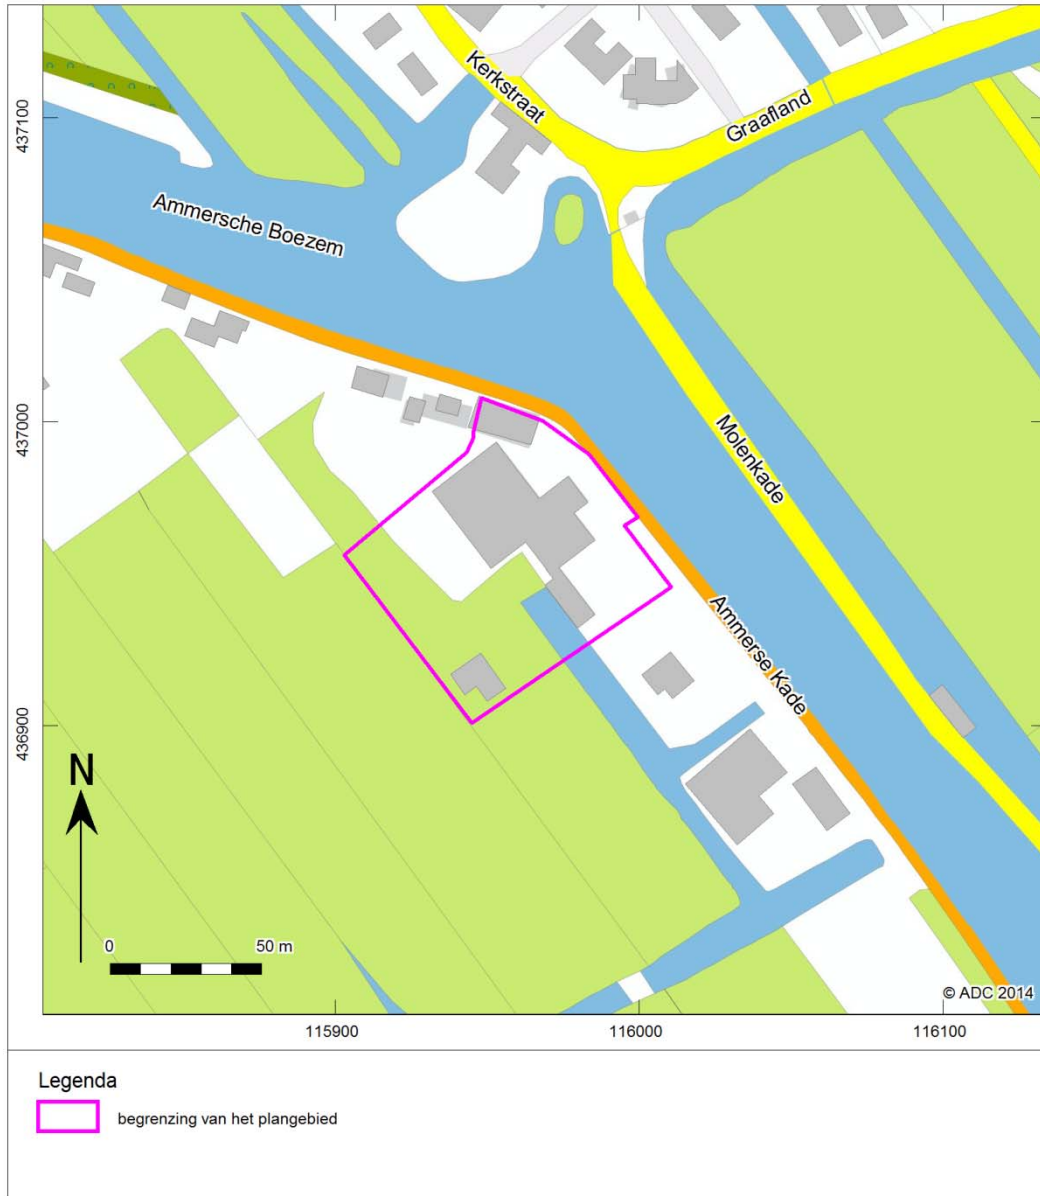 Kerkstraat
Graafland
437100
Ammersche Boezem
437000
Molenkade
Ammerse Kade
436900
N
0 50 m
© ADC 2014
115900 116000 116100
Legenda
begrenzing van het plangebied